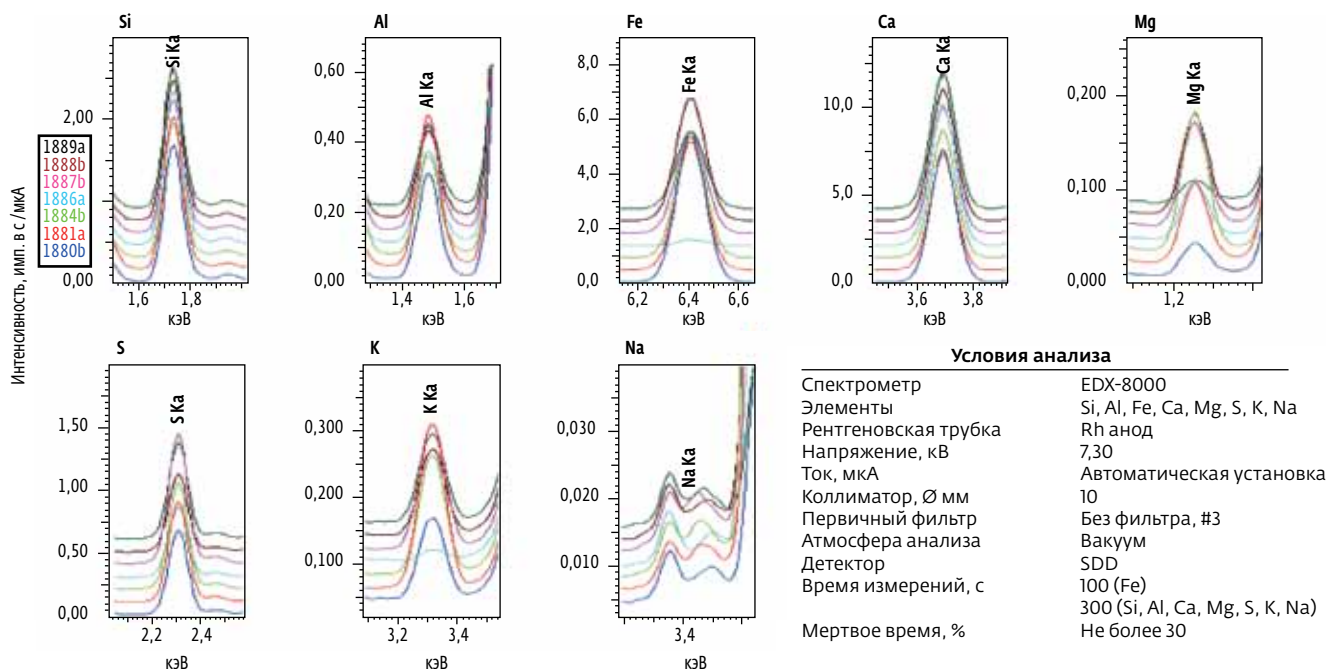 Интенсивность, имп. в с / мкА
1889a
1888b
1887b
1886a
1884b
1881a
1880b
Si
Si Ka
2,00
0,00
1,6 1,8
кэВ
Al
Al Ka
0,60
0,40
0,20
0,00
1,4 1,6
кэВ
Fe
Fe Ka
8,0
6,0
4,0
2,0
0,0
6,2 6,4 6,6
кэВ
Ca
Ca Ka
10,0
5,0
0,0
3,6 3,8
кэВ
Mg
Mg Ka
0,200
0,100
0,000
1,2
кэВ
S
S Ka
1,50
1,00
0,50
0,00
2,2 2,4
кэВ
K
K Ka
0,300
0,200
0,100
3,2 3,4
кэВ
Na
Na Ka
0,030
0,020
0,010
3,4
кэВ
Условия анализа
Спектрометр EDX-8000
Элементы Si, Al, Fe, Ca, Mg, S, K, Na
Рентгеновская трубка Rh анод
Напряжение, кВ 7,30
Ток, мкА Автоматическая установка
Коллиматор, Ø мм 10
Первичный фильтр Без фильтра, #3
Атмосфера анализа Вакуум
Детектор SDD
Время измерений, с 100 (Fe)
300 (Si, Al, Ca, Mg, S, K, Na)
Мертвое время, % Не более 30